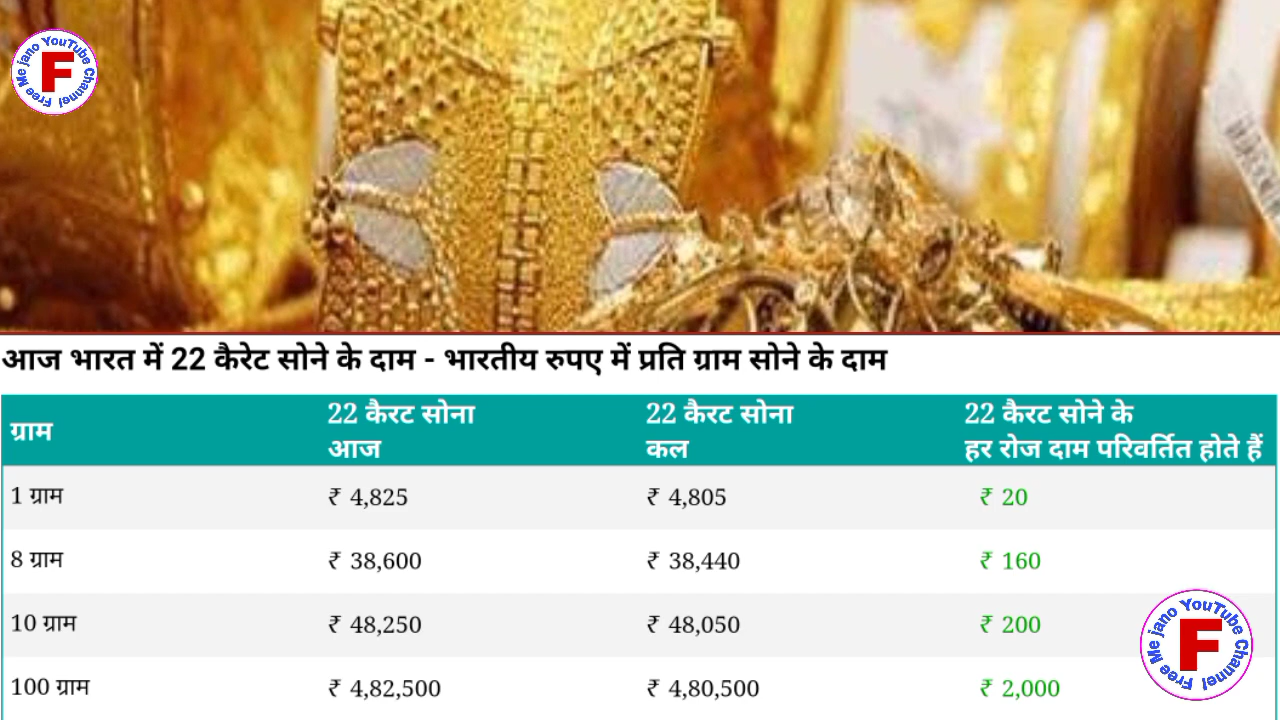 Free Me jano YouTube Channel
F
आज भारत में 22 कैरेट सोने के दाम - भारतीय रुपए में प्रति ग्राम सोने के दाम
ग्राम 22 कैरट सोना आज 22 कैरट सोना कल 22 कैरट सोने के हर रोज दाम परिवर्तित होते हैं
1 ग्राम ₹ 4,825 ₹ 4,805 ₹ 20
8 ग्राम ₹ 38,600 ₹ 38,440 ₹ 160
10 ग्राम ₹ 48,250 ₹ 48,050 ₹ 200
100 ग्राम ₹ 4,82,500 ₹ 4,80,500 ₹ 2,000
Free Me jano YouTube Channel
F